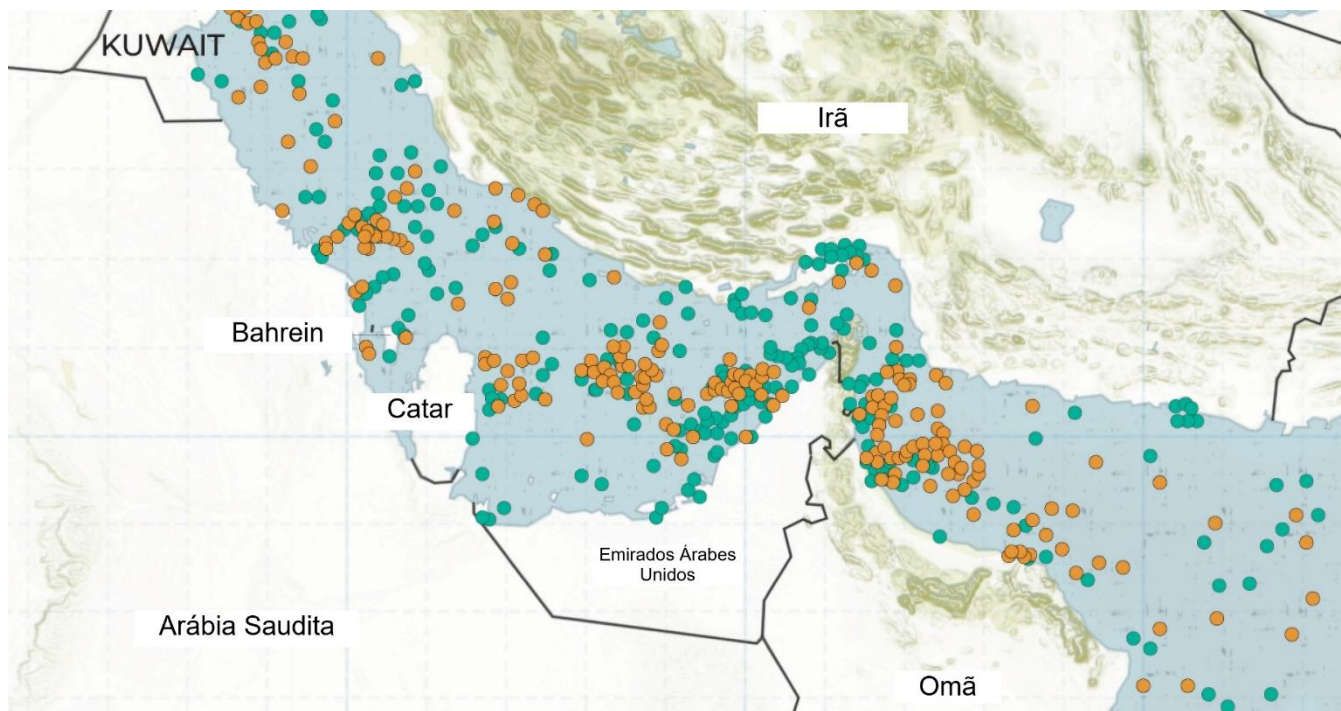 KUWAIT
Irã
Bahrein
Catar
Emirados Árabes
Unidos
Arábia Saudita
Omã